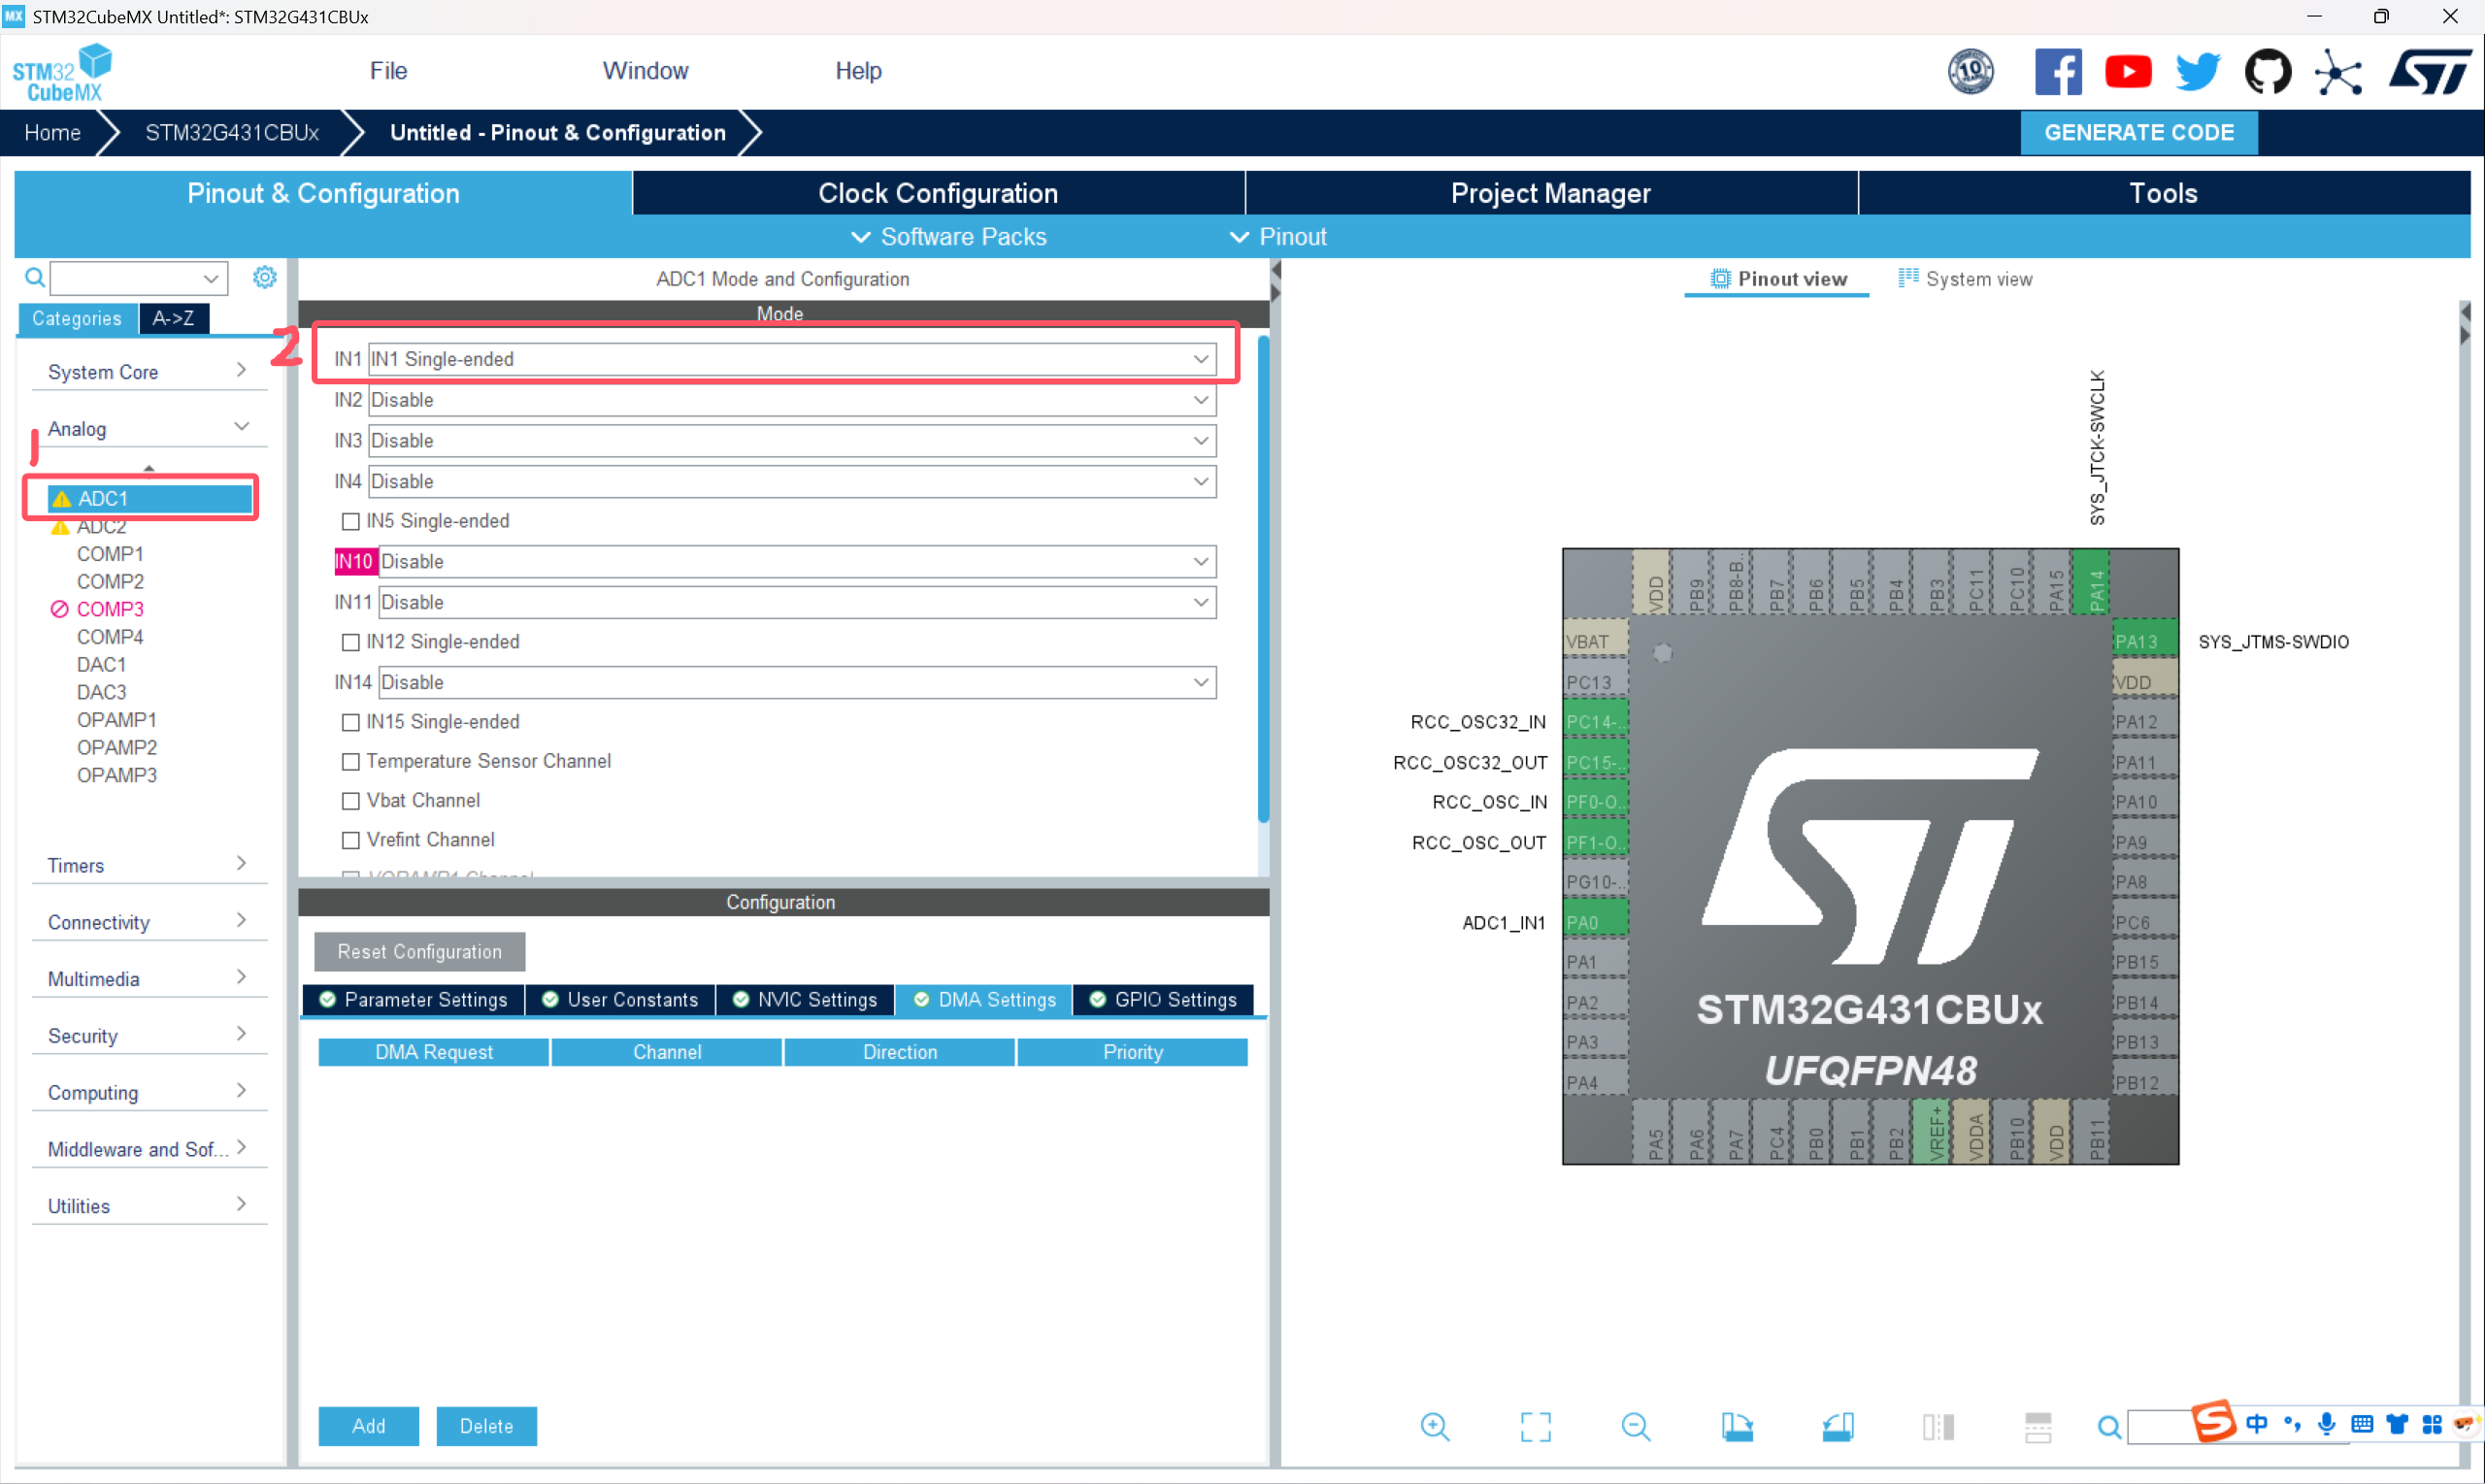 MX STM32CubeMX Untitled*: STM32G431CBUx
STM32 CubeMX
File Window Help
10
ST
Home STM32G431CBUx Untitled - Pinout & Configuration GENERATE CODE
Pinout & Configuration Clock Configuration Project Manager Tools
Software Packs Pinout
Categories A->Z
System Core
Analog
1
ADC1
ADC2
COMP1
COMP2
COMP3
COMP4
DAC1
DAC3
OPAMP1
OPAMP2
OPAMP3
Timers
Connectivity
Multimedia
Security
Computing
Middleware and Sof...
Utilities
ADC1 Mode and Configuration
Mode
2
IN1 IN1 Single-ended
IN2 Disable
IN3 Disable
IN4 Disable
IN5 Single-ended
IN10 Disable
IN11 Disable
IN12 Single-ended
IN14 Disable
IN15 Single-ended
Temperature Sensor Channel
Vbat Channel
Vrefint Channel
VOPAMP1 Channel
Configuration
Reset Configuration
Parameter Settings User Constants NVIC Settings DMA Settings GPIO Settings
DMA Request Channel Direction Priority
Add Delete
Pinout view System view
SYS_JTCK-SWCLK
VDD PB9 PB8-B.. PB7 PB6 PB5 PB4 PB3 PC11 PC10 PA15 PA14
VBAT
PC13
RCC_OSC32_IN PC14-..
RCC_OSC32_OUT PC15-..
RCC_OSC_IN PF0-O..
RCC_OSC_OUT PF1-O..
PG10-..
ADC1_IN1 PA0
PA1
PA2
PA3
PA4
ST
STM32G431CBUx
UFQFPN48
PA13 SYS_JTMS-SWDIO
VDD
PA12
PA11
PA10
PA9
PA8
PC6
PB15
PB14
PB13
PB12
PA5 PA6 PA7 PC4 PB0 PB1 PB2 VREF+ VDDA PB10 VDD PB11
S 中